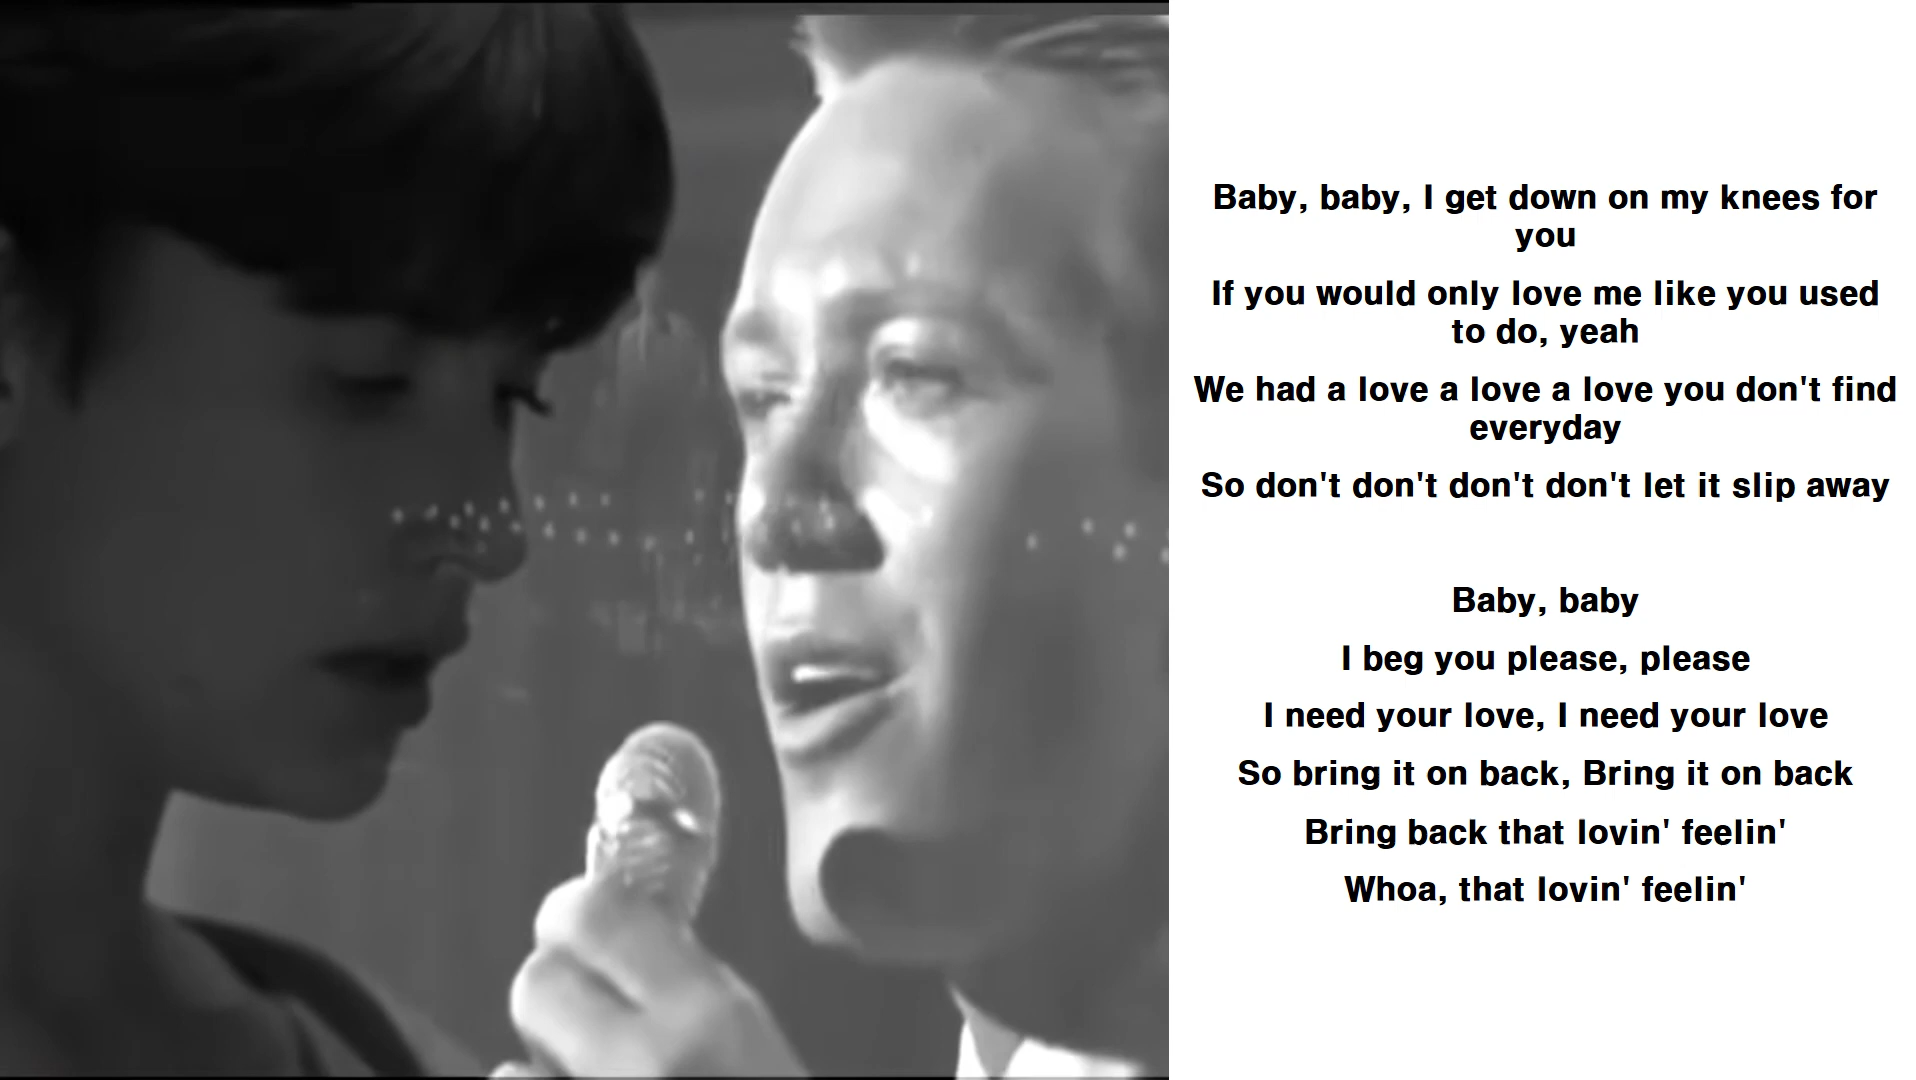 Baby, baby, I get down on my knees for
you
If you would only love me like you used
to do, yeah
We had a love a love a love you don't find
everyday
So don't don't don't don't let it slip away
Baby, baby
I beg you please, please
I need your love, I need your love
So bring it on back, Bring it on back
Bring back that lovin' feelin'
Whoa, that lovin' feelin'